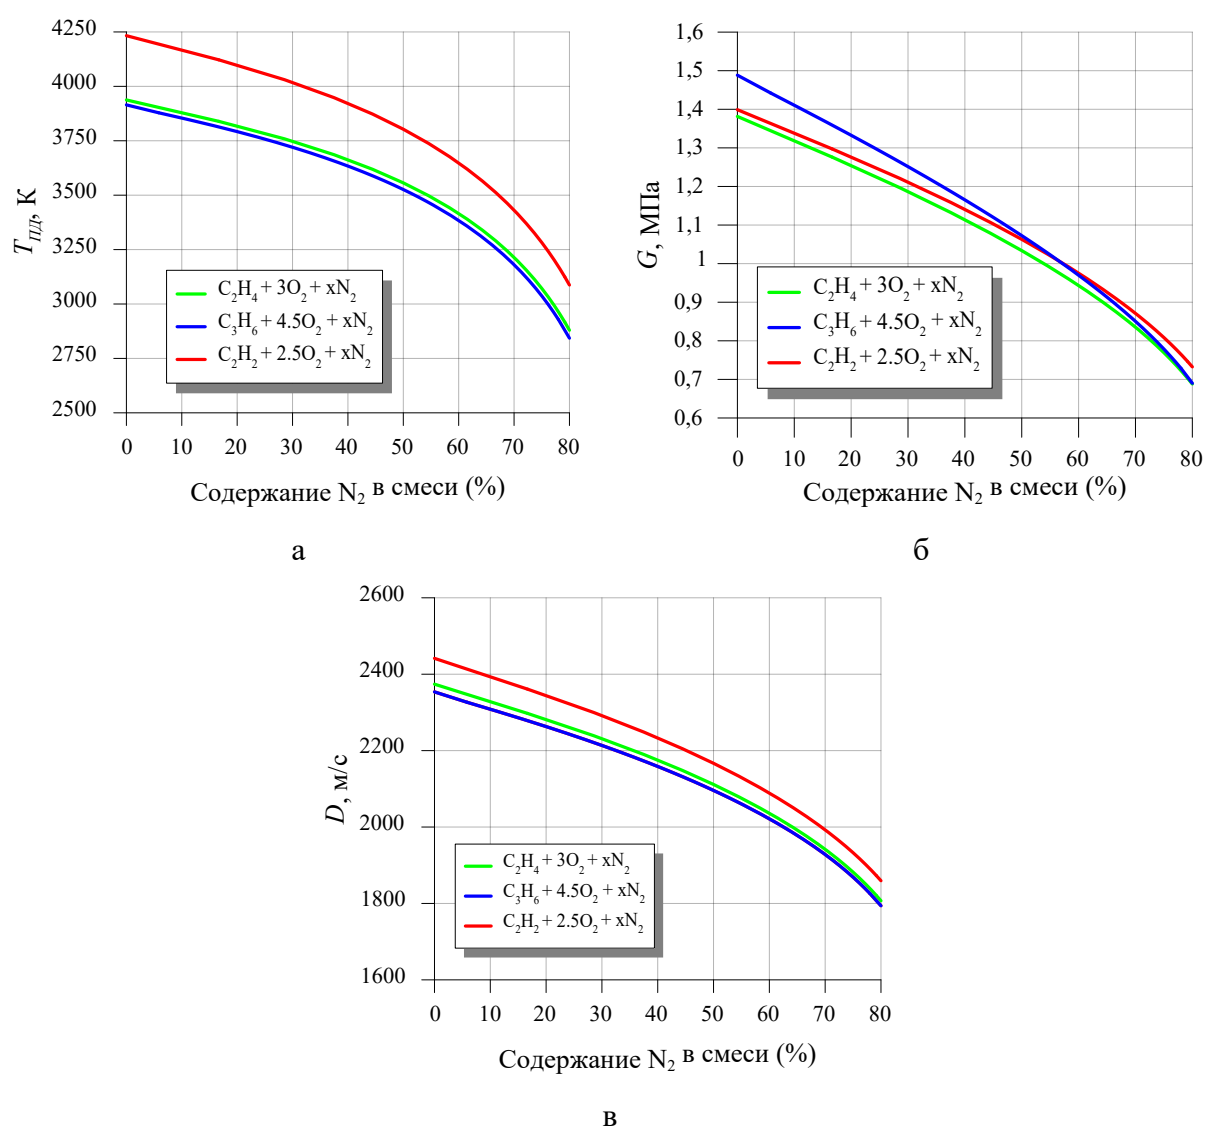 4250
4000
3750
3500
3250
3000
2750
2500
T_ПД, К
C₂H₄ + 3O₂ + xN₂
C₃H₆ + 4.5O₂ + xN₂
C₂H₂ + 2.5O₂ + xN₂
0 10 20 30 40 50 60 70 80
Содержание N₂ в смеси (%)
а
1,6
1,5
1,4
1,3
1,2
1,1
1
0,9
0,8
0,7
0,6
G, МПа
C₂H₄ + 3O₂ + xN₂
C₃H₆ + 4.5O₂ + xN₂
C₂H₂ + 2.5O₂ + xN₂
0 10 20 30 40 50 60 70 80
Содержание N₂ в смеси (%)
б
2600
2400
2200
2000
1800
1600
D, м/с
C₂H₄ + 3O₂ + xN₂
C₃H₆ + 4.5O₂ + xN₂
C₂H₂ + 2.5O₂ + xN₂
0 10 20 30 40 50 60 70 80
Содержание N₂ в смеси (%)
в